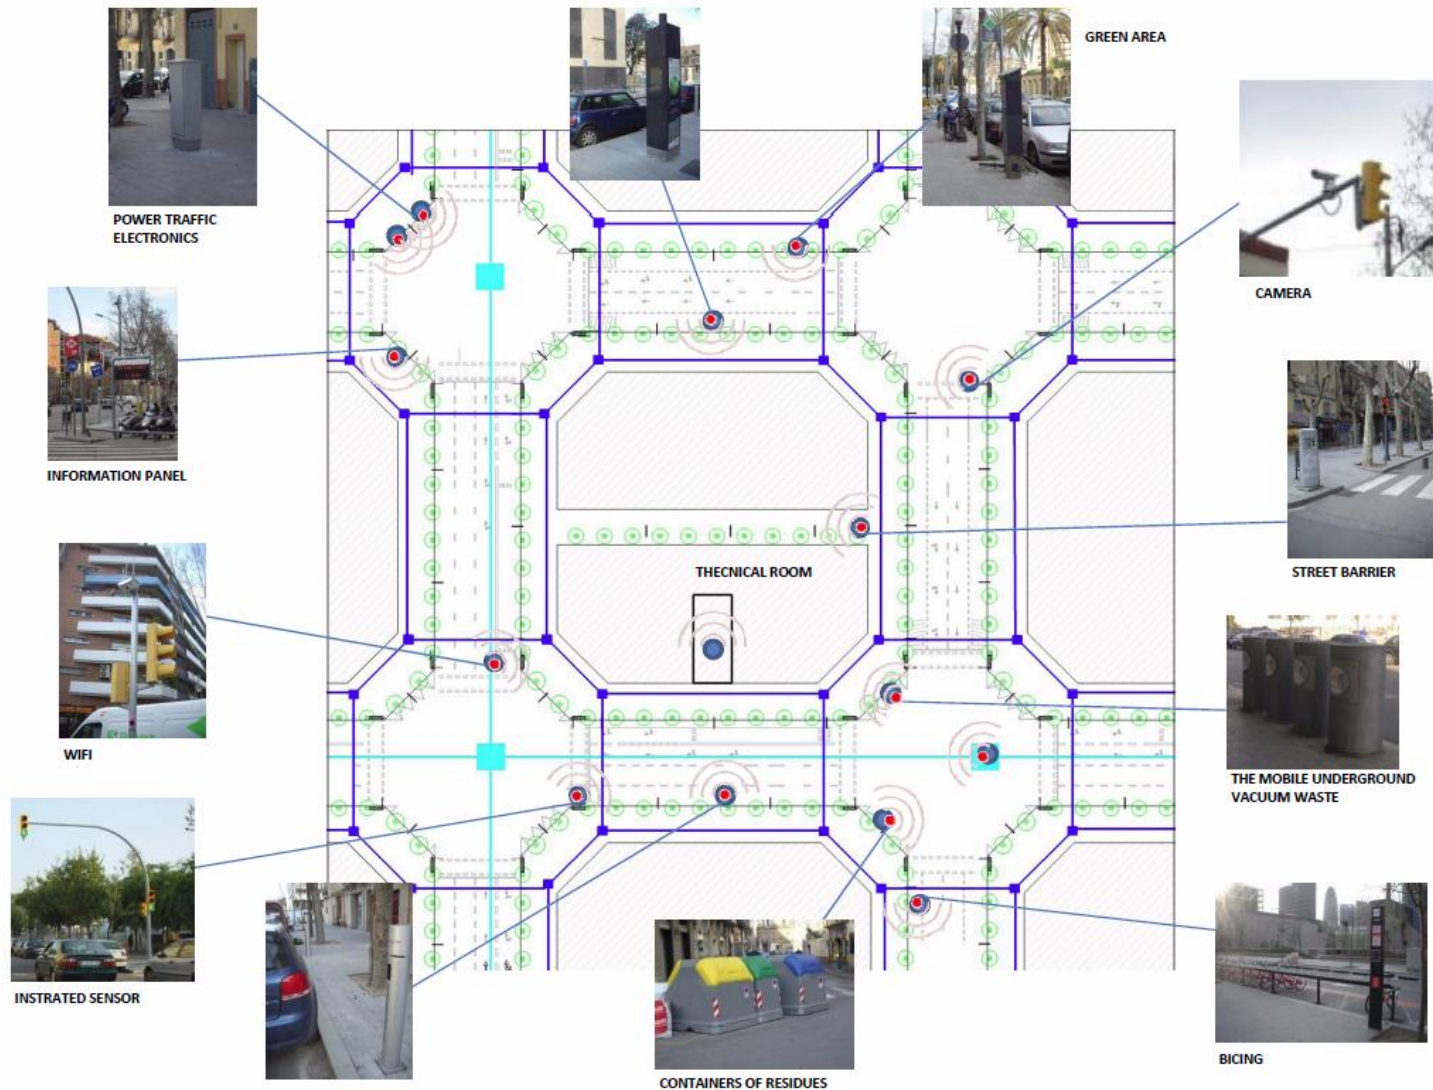 GREEN AREA
POWER TRAFFIC
ELECTRONICS
CAMERA
INFORMATION PANEL
THECNICAL ROOM
STREET BARRIER
WIFI
THE MOBILE UNDERGROUND
VACUUM WASTE
INSTRATED SENSOR
BICING
CONTAINERS OF RESIDUES